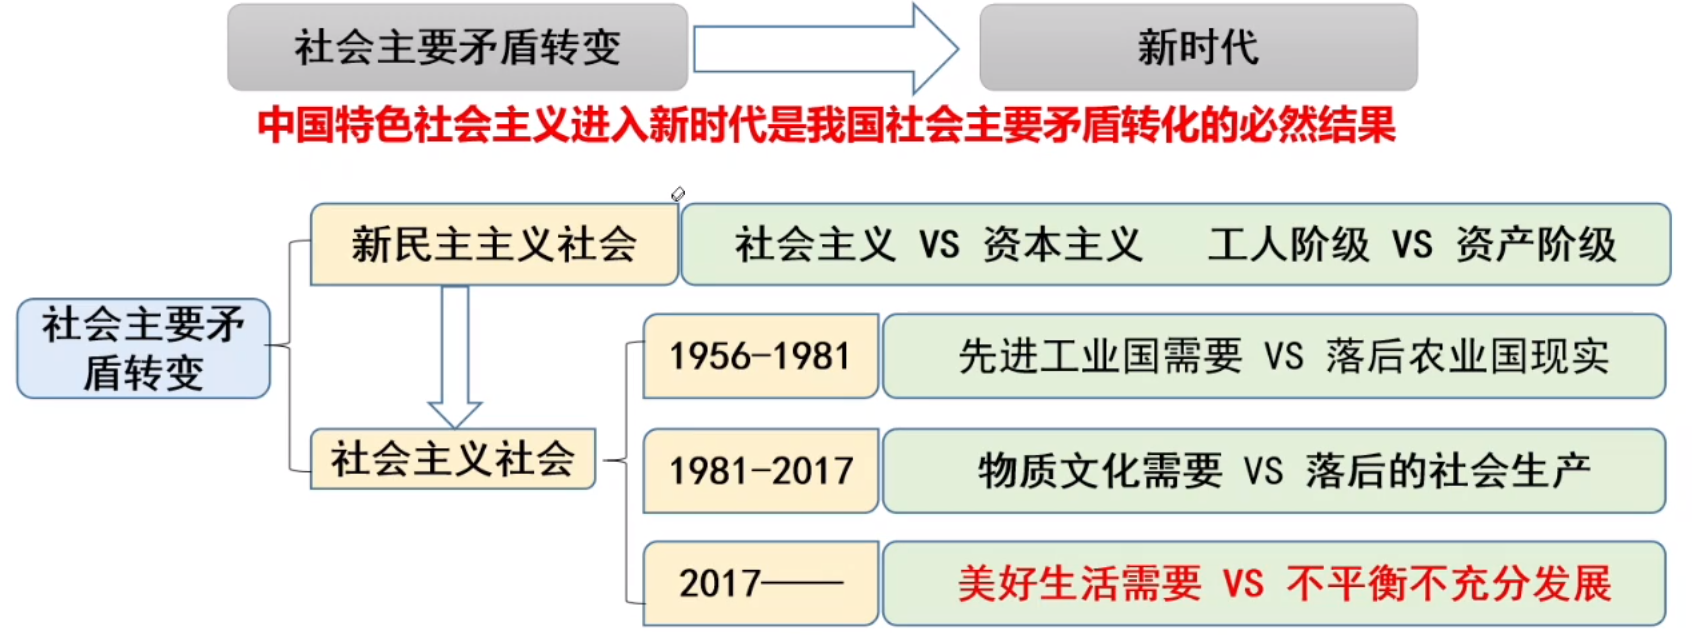 社会主要矛盾转变
新时代
中国特色社会主义进入新时代是我国社会主要矛盾转化的必然结果
新民主主义社会
社会主义 VS 资本主义 工人阶级 VS 资产阶级
社会主要矛
盾转变
1956-1981
先进工业国需要 VS 落后农业国现实
社会主义社会
1981-2017
物质文化需要 VS 落后的社会生产
2017——
美好生活需要 VS 不平衡不充分发展